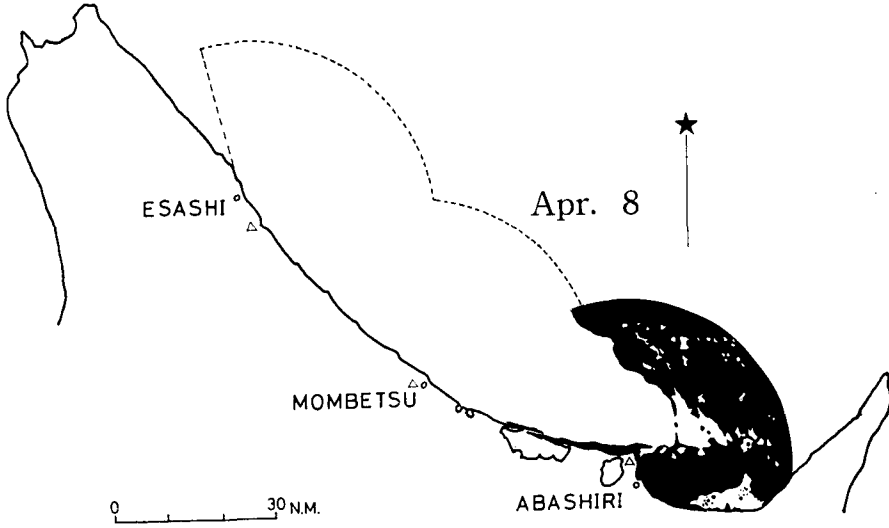 ESASHI
Apr. 8
MOMBETSU
ABASHIRI
0 30 N.M.